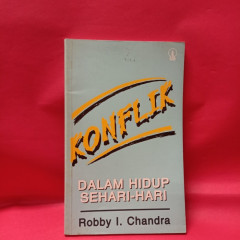 KONFLIK
DALAM HIDUP
SEHARI-HARI
Robby I. Chandra